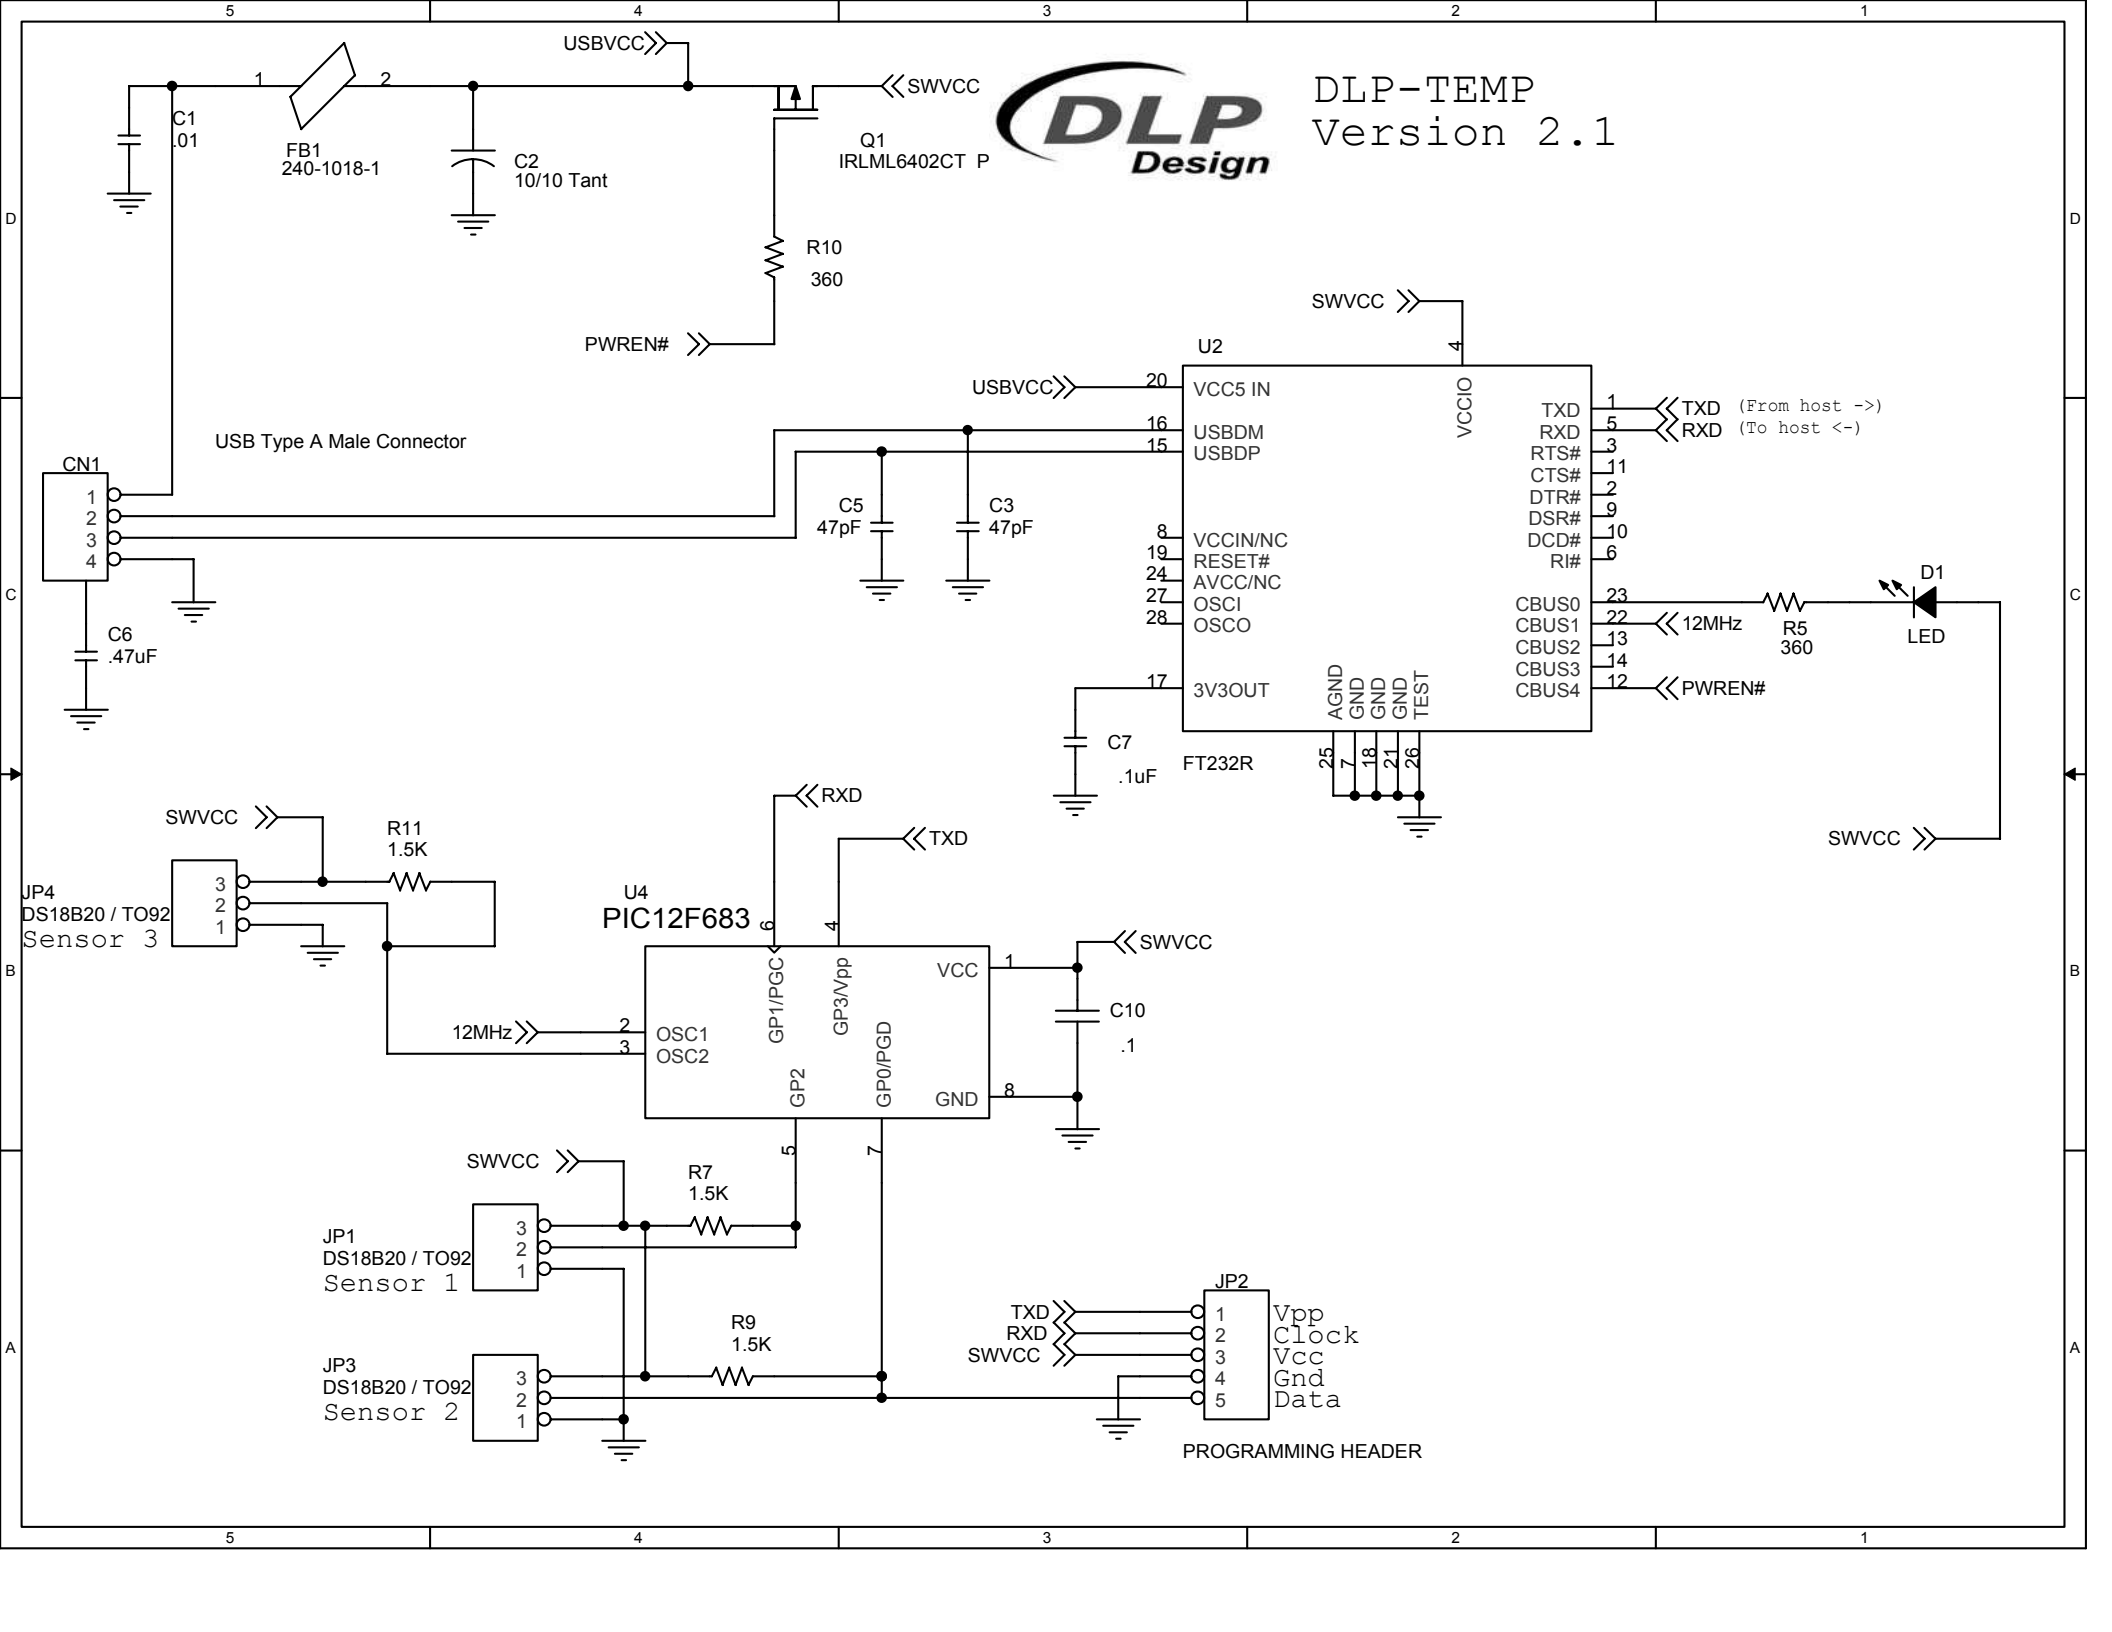 5 4 3 2 1
USBVCC
1 2
SWVCC
C1
.01
FB1
240-1018-1
C2
10/10 Tant
Q1
IRLML6402CT P
DLP
Design
DLP-TEMP
Version 2.1
D D
R10
360
PWREN#
SWVCC
4
U2
USBVCC
20 VCC5 IN
VCCIO
16 USBDM
15 USBDP
8 VCCIN/NC
19 RESET#
24 AVCC/NC
27 OSCI
28 OSCO
17 3V3OUT
TXD 1 TXD (From host ->)
RXD 5 RXD (To host <-)
RTS# 3
CTS# 11
DTR# 2
DSR# 9
DCD# 10
RI# 6
CBUS0 23
CBUS1 22 12MHz
CBUS2 13
CBUS3 14
CBUS4 12 PWREN#
AGND GND GND GND TEST
25 7 18 21 26
FT232R
R5
360
D1
LED
SWVCC
USB Type A Male Connector
CN1
1
2
3
4
C5
47pF
C3
47pF
C C
C6
.47uF
C7
.1uF
SWVCC
R11
1.5K
JP4
DS18B20 / TO92
Sensor 3
3
2
1
RXD
TXD
U4
PIC12F683
6 4
GP1/PGC GP3/Vpp
VCC 1
SWVCC
C10
.1
B B
12MHz
2 OSC1
3 OSC2
GP2 GP0/PGD
GND 8
5 7
SWVCC
R7
1.5K
JP1
DS18B20 / TO92
Sensor 1
3
2
1
R9
1.5K
JP3
DS18B20 / TO92
Sensor 2
3
2
1
JP2
TXD 1 Vpp
RXD 2 Clock
SWVCC 3 Vcc
4 Gnd
5 Data
PROGRAMMING HEADER
A A
5 4 3 2 1